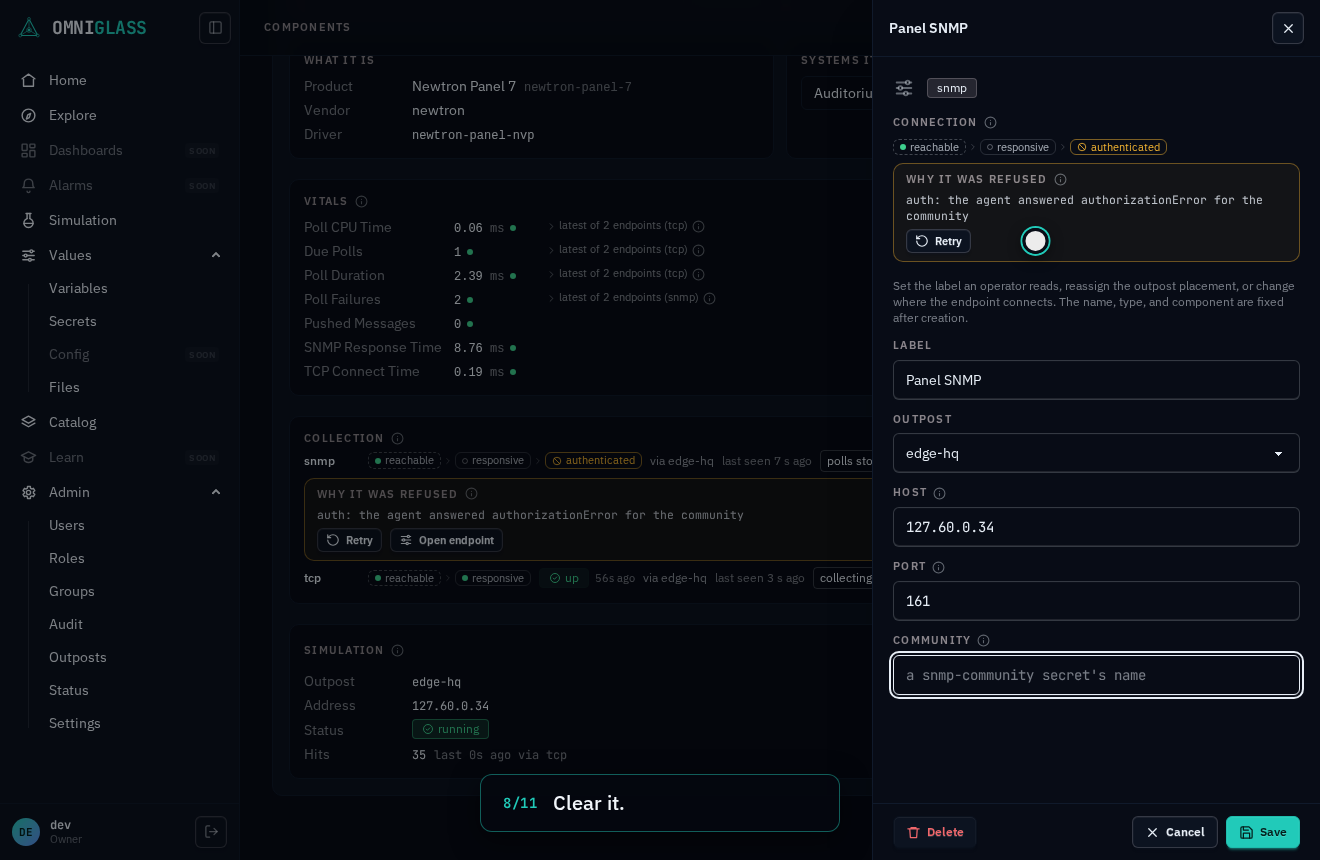 OMNIGLASS
COMPONENTS
Panel SNMP
Home
Explore
Dashboards SOON
Alarms SOON
Simulation
Values
Variables
Secrets
Config SOON
Files
Catalog
Learn SOON
Admin
Users
Roles
Groups
Audit
Outposts
Status
Settings
DE
dev
Owner
WHAT IT IS
Product Newtron Panel 7 newtron-panel-7
Vendor newtron
Driver newtron-panel-nvp
SYSTEMS
Auditoriu
VITALS
Poll CPU Time 0.06 ms latest of 2 endpoints (tcp)
Due Polls 1 latest of 2 endpoints (tcp)
Poll Duration 2.39 ms latest of 2 endpoints (tcp)
Poll Failures 2 latest of 2 endpoints (snmp)
Pushed Messages 0
SNMP Response Time 8.76 ms
TCP Connect Time 0.19 ms
COLLECTION
snmp reachable responsive authenticated via edge-hq last seen 7 s ago polls sto
WHY IT WAS REFUSED
auth: the agent answered authorizationError for the community
Retry Open endpoint
tcp reachable responsive up 56s ago via edge-hq last seen 3 s ago collecting
SIMULATION
Outpost edge-hq
Address 127.60.0.34
Status running
Hits 35 last 0s ago via tcp
8/11 Clear it.
snmp
CONNECTION
reachable responsive authenticated
WHY IT WAS REFUSED
auth: the agent answered authorizationError for the
community
Retry
Set the label an operator reads, reassign the outpost placement, or change
where the endpoint connects. The name, type, and component are fixed
after creation.
LABEL
Panel SNMP
OUTPOST
edge-hq
HOST
127.60.0.34
PORT
161
COMMUNITY
a snmp-community secret's name
Delete Cancel Save